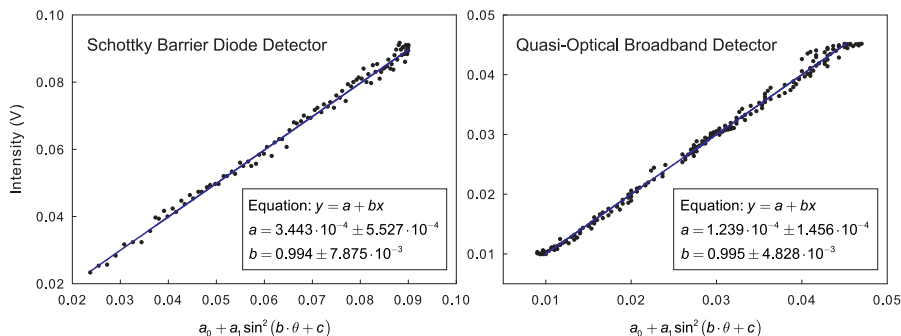 Schottky Barrier Diode Detector
Intensity (V)
0.10
0.08
0.06
0.04
0.02
Equation: y = a + bx
a = 3.443·10⁻⁴ ± 5.527·10⁻⁴
b = 0.994 ± 7.875·10⁻³
0.02 0.03 0.04 0.05 0.06 0.07 0.08 0.09 0.10
a₀ + a₁sin²(b·θ + c)
Quasi-Optical Broadband Detector
0.05
0.04
0.03
0.02
0.01
Equation: y = a + bx
a = 1.239·10⁻⁴ ± 1.456·10⁻⁴
b = 0.995 ± 4.828·10⁻³
0.01 0.02 0.03 0.04 0.05
a₀ + a₁sin²(b·θ + c)